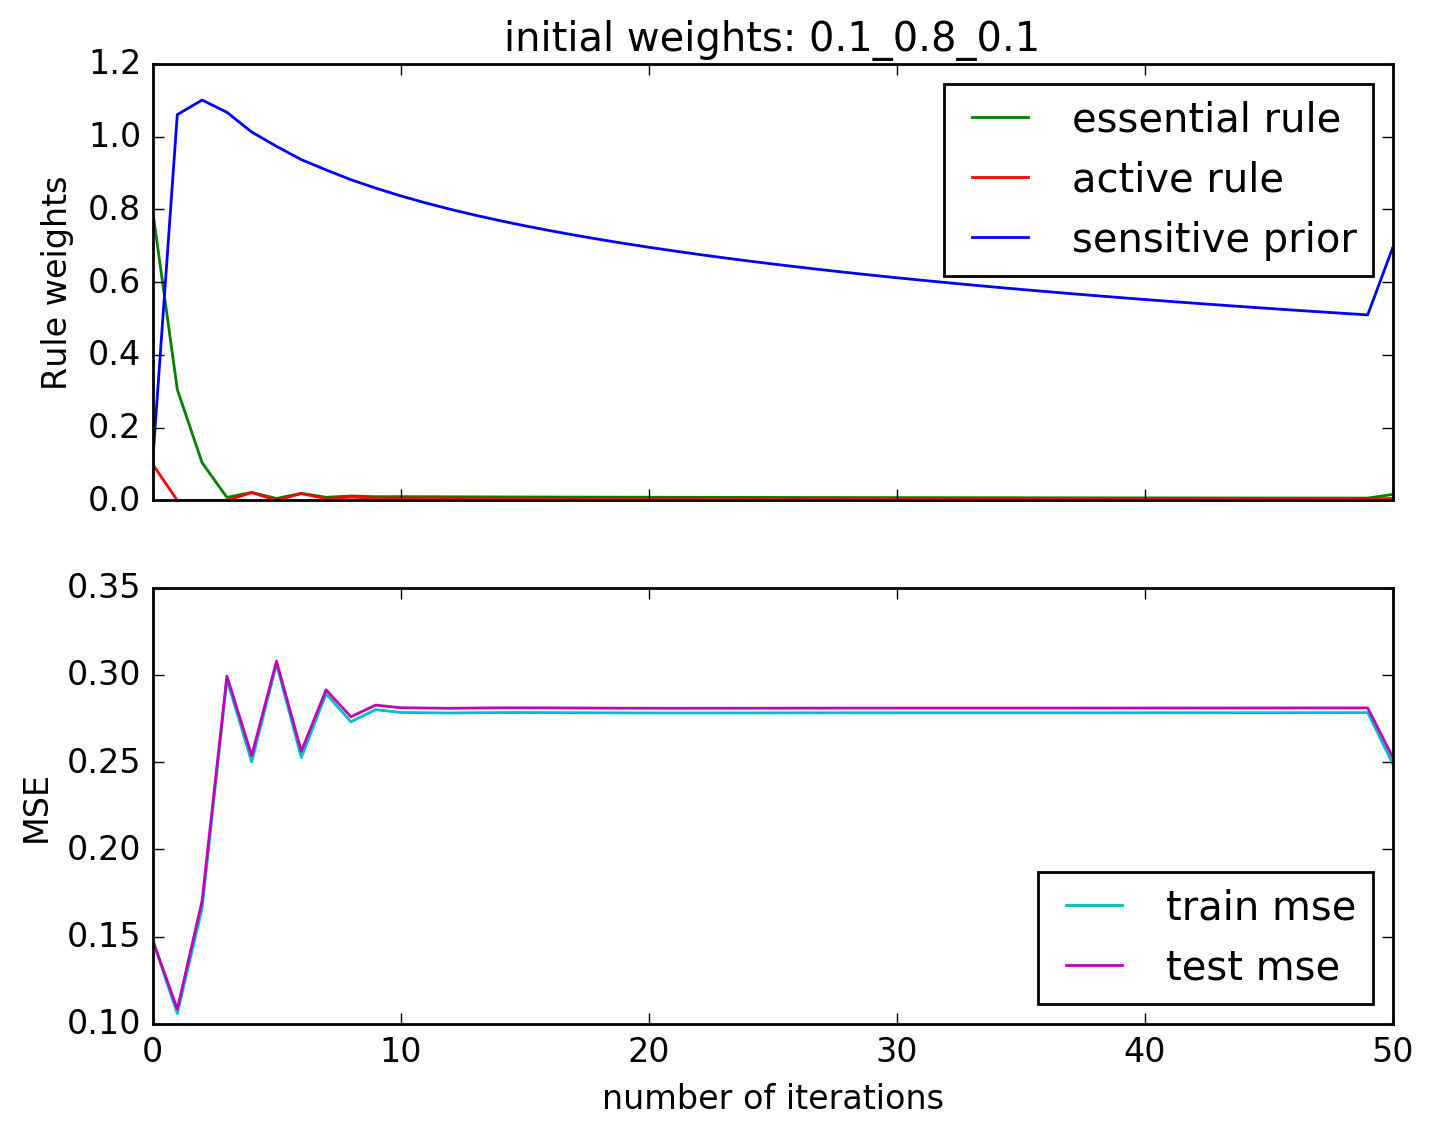 initial weights: 0.1_0.8_0.1
1.2
1.0
0.8
0.6
0.4
0.2
0.0
Rule weights
essential rule
active rule
sensitive prior
0.35
0.30
0.25
0.20
0.15
0.10
MSE
train mse
test mse
0 10 20 30 40 50
number of iterations